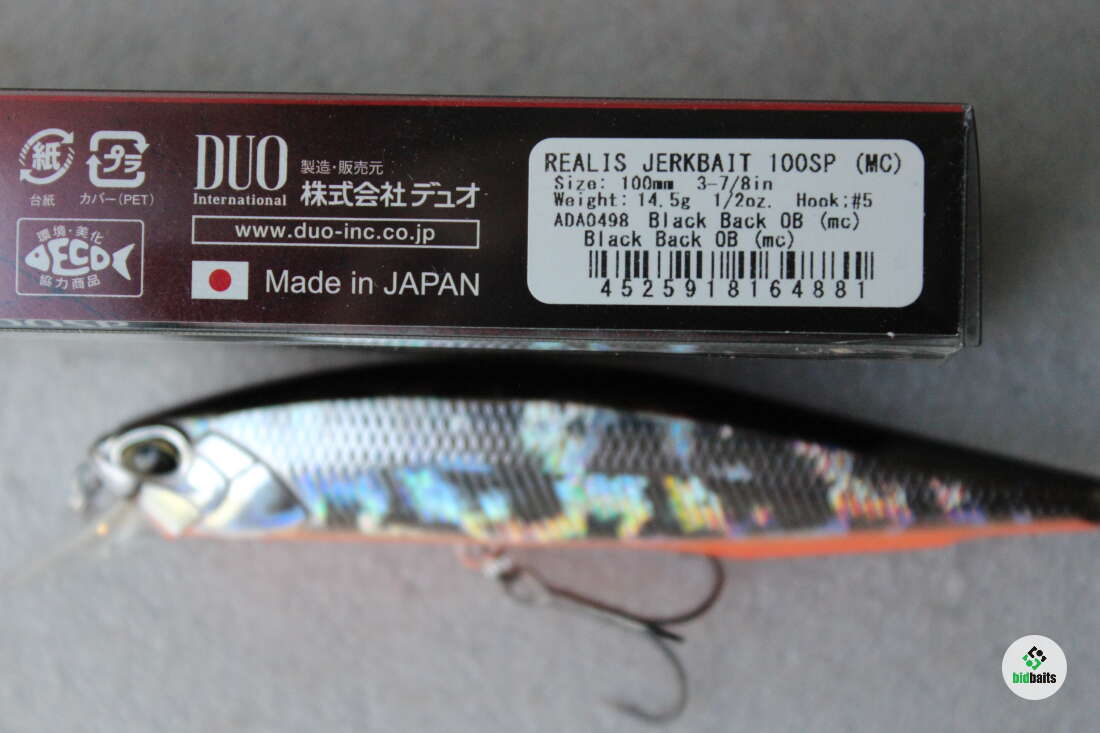 紙
プラ
台紙
カバー(PET)
環境・美化
ECO
協力商品
DUO
International
製造・販売元
株式会社 デュオ
www.duo-inc.co.jp
Made in JAPAN
REALIS JERKBAIT 100SP (MC)
Size: 100mm 3-7/8in
Weight: 14.5g 1/2oz. Hook:#5
ADA0498 Black Back OB (mc)
Black Back OB (mc)
4525918164881
bidbaits